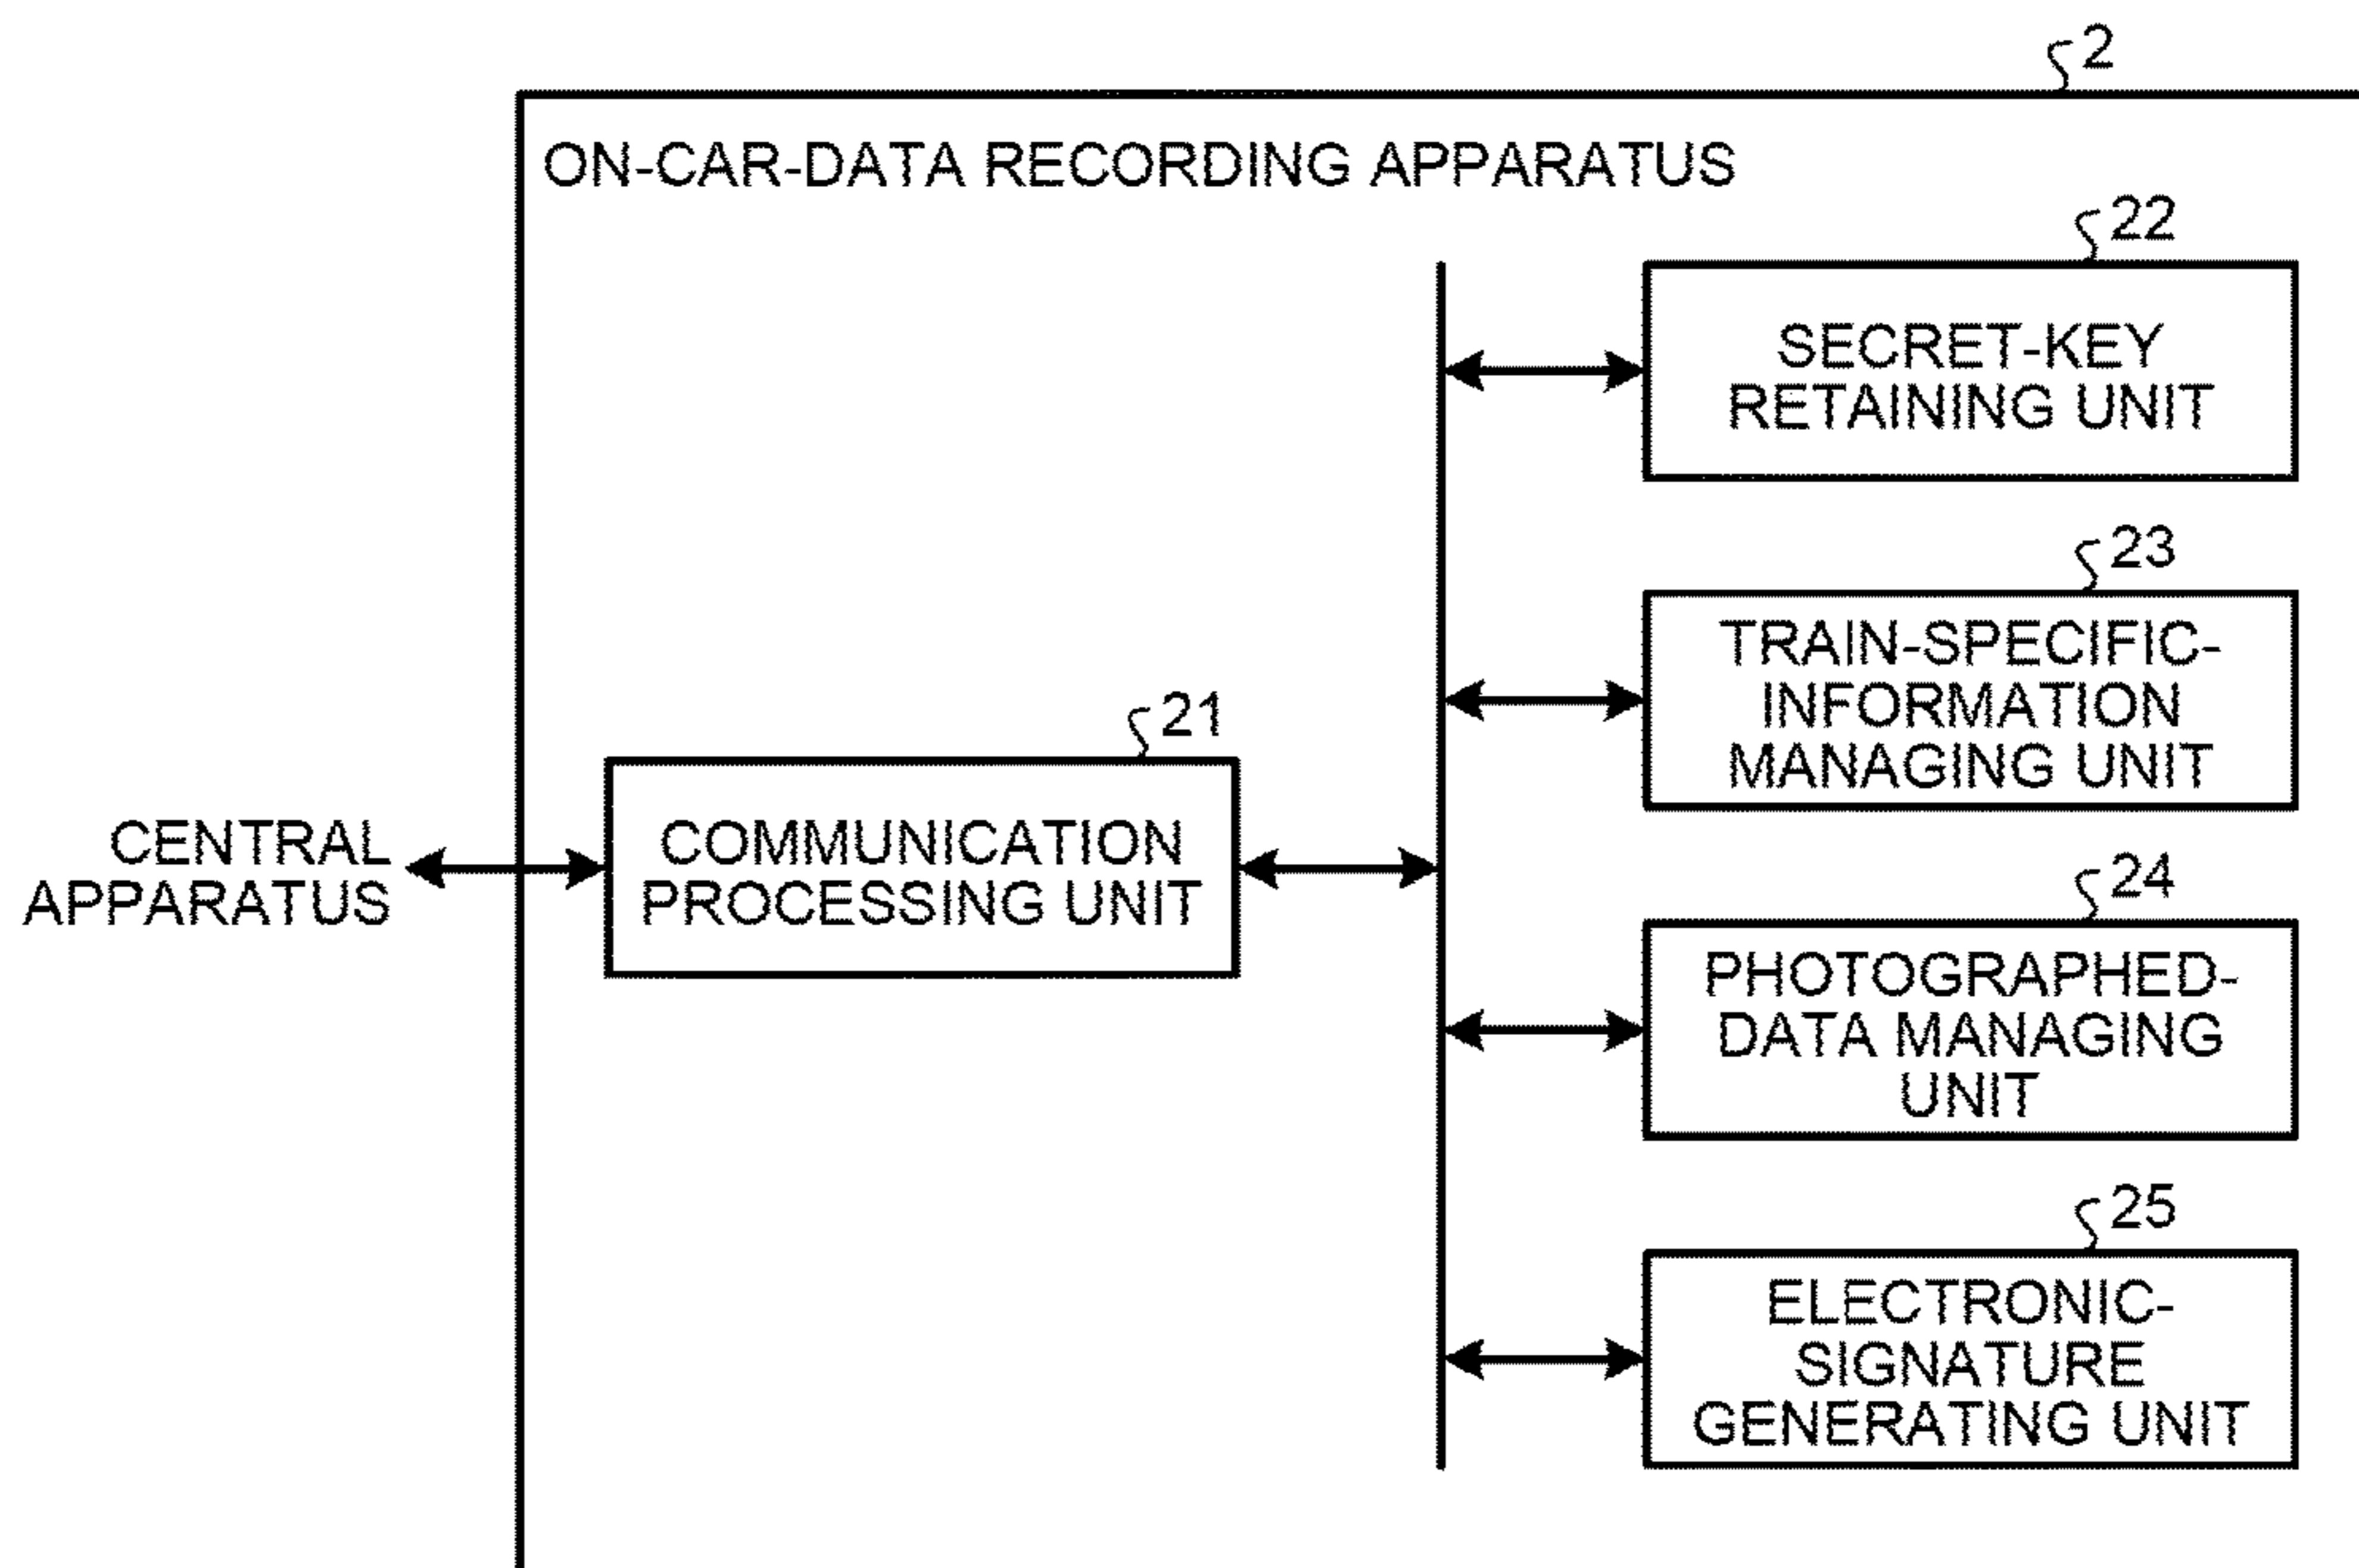 2
ON-CAR-DATA RECORDING APPARATUS
22
SECRET-KEY
RETAINING UNIT
23
TRAIN-SPECIFIC-
INFORMATION
MANAGING UNIT
21
CENTRAL
APPARATUS
COMMUNICATION
PROCESSING UNIT
24
PHOTOGRAPHED-
DATA MANAGING
UNIT
25
ELECTRONIC-
SIGNATURE
GENERATING UNIT